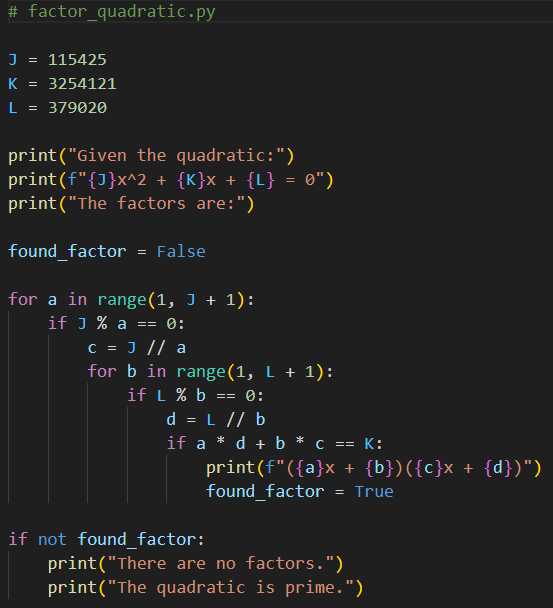 # factor_quadratic.py

J = 115425
K = 3254121
L = 379020

print("Given the quadratic:")
print(f"{J}x^2 + {K}x + {L} = 0")
print("The factors are:")

found_factor = False

for a in range(1, J + 1):
    if J % a == 0:
        c = J // a
        for b in range(1, L + 1):
            if L % b == 0:
                d = L // b
                if a * d + b * c == K:
                    print(f"({a}x + {b})({c}x + {d})")
                    found_factor = True

if not found_factor:
    print("There are no factors.")
    print("The quadratic is prime.")